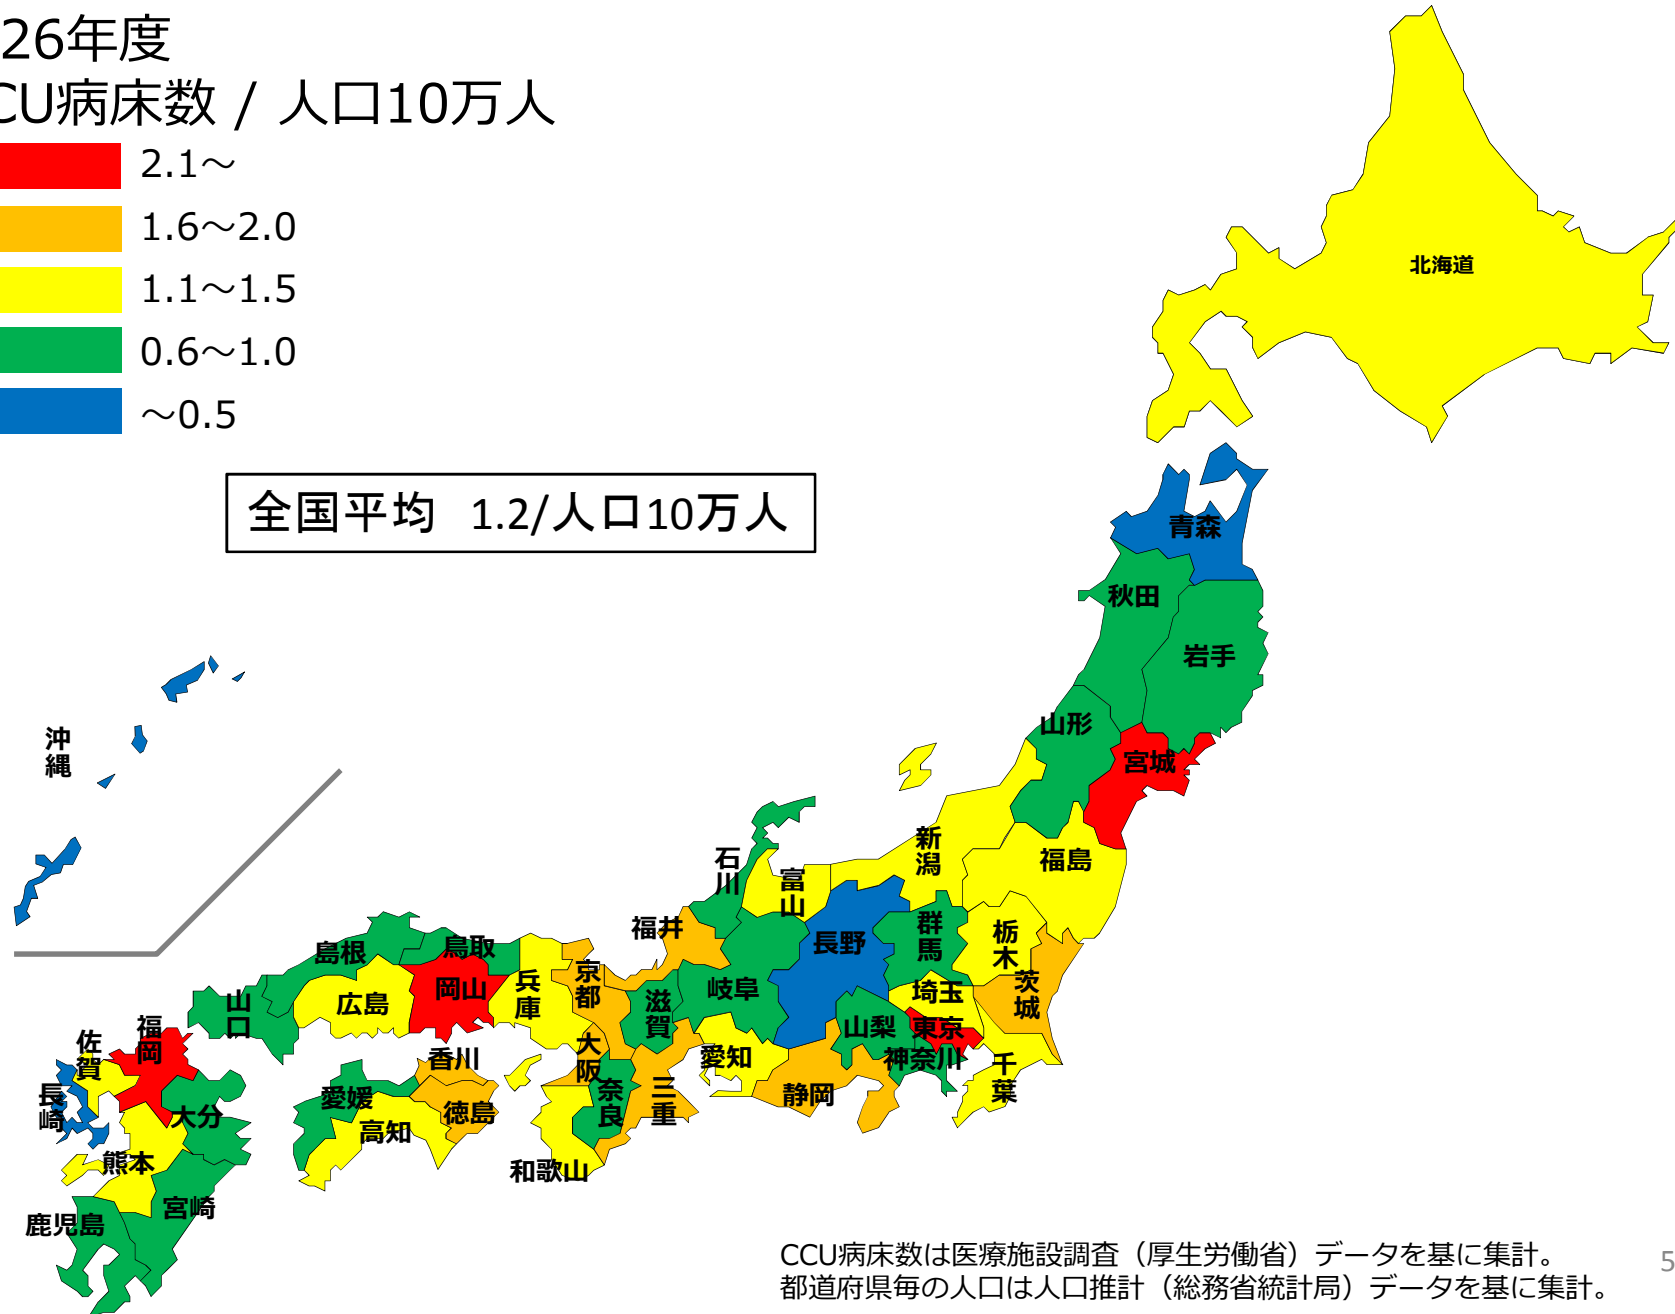 26年度
CU病床数 / 人口10万人
2.1～
1.6～2.0
1.1～1.5
0.6～1.0
～0.5
全国平均 1.2/人口10万人
北海道
青森
秋田
岩手
山形
宮城
新潟
福島
石川
富山
福井
長野
群馬
栃木
茨城
埼玉
東京
山梨
神奈川
千葉
岐阜
愛知
静岡
滋賀
三重
京都
大阪
奈良
兵庫
和歌山
鳥取
島根
岡山
広島
山口
香川
徳島
愛媛
高知
福岡
佐賀
長崎
大分
熊本
宮崎
鹿児島
沖縄
CCU病床数は医療施設調査（厚生労働省）データを基に集計。
都道府県毎の人口は人口推計（総務省統計局）データを基に集計。
5